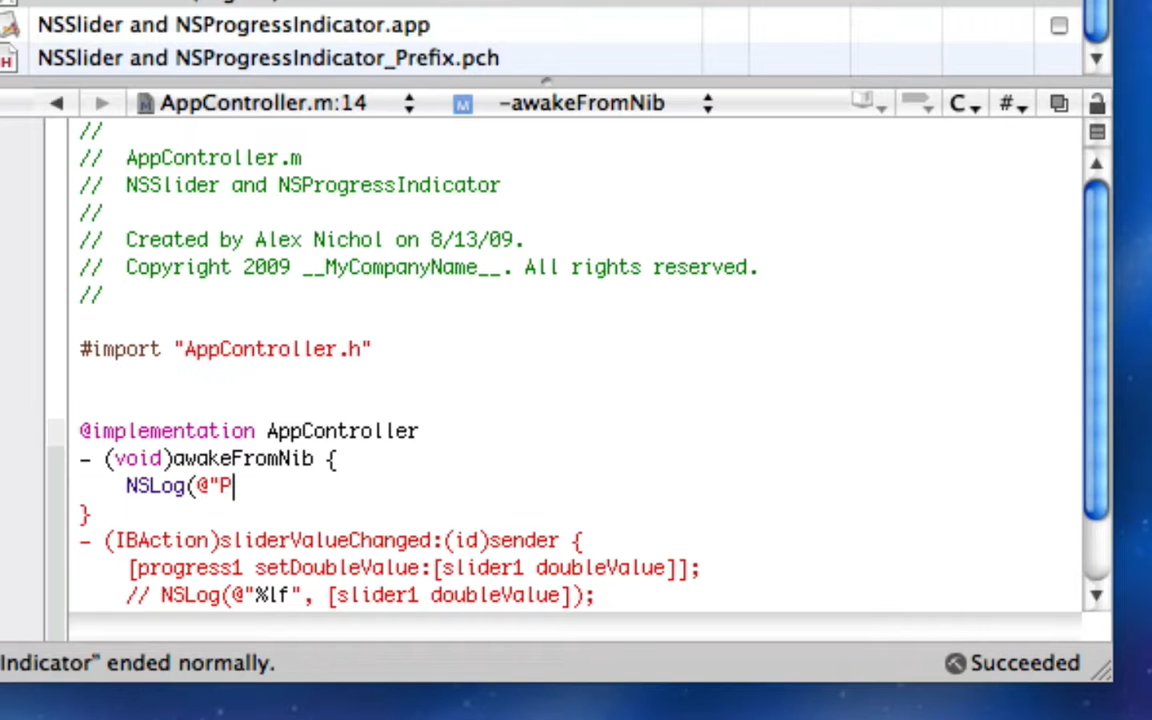 NSSlider and NSProgressIndicator.app
NSSlider and NSProgressIndicator_Prefix.pch
AppController.m:14 -awakeFromNib C #
//
// AppController.m
// NSSlider and NSProgressIndicator
//
// Created by Alex Nichol on 8/13/09.
// Copyright 2009 __MyCompanyName__. All rights reserved.
//
#import "AppController.h"
@implementation AppController
- (void)awakeFromNib {
NSLog(@"P
}
- (IBAction)sliderValueChanged:(id)sender {
[progress1 setDoubleValue:[slider1 doubleValue]];
// NSLog(@"%lf", [slider1 doubleValue]);
Indicator" ended normally. Succeeded